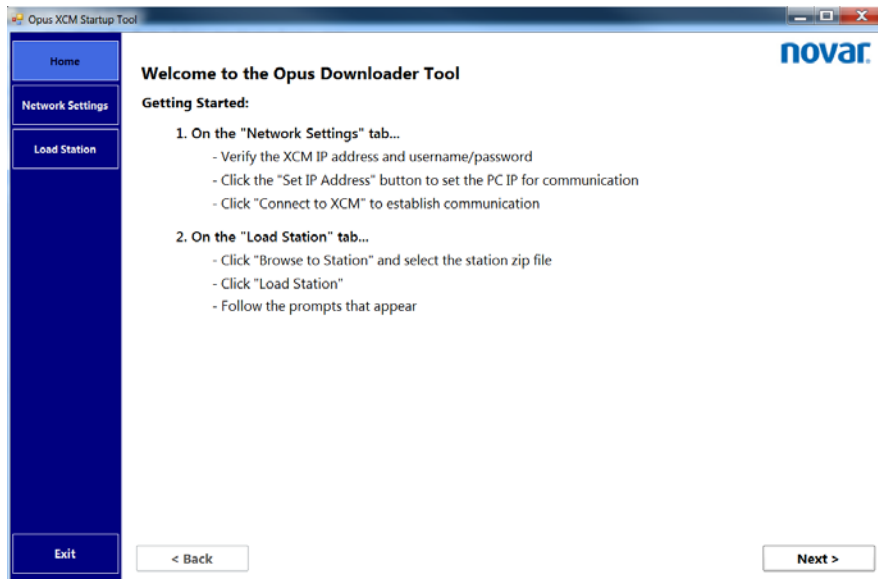 Opus XCM Startup Tool
novar.
Home
Network Settings
Load Station
Exit
Welcome to the Opus Downloader Tool
Getting Started:
1. On the "Network Settings" tab...
- Verify the XCM IP address and username/password
- Click the "Set IP Address" button to set the PC IP for communication
- Click "Connect to XCM" to establish communication
2. On the "Load Station" tab...
- Click "Browse to Station" and select the station zip file
- Click "Load Station"
- Follow the prompts that appear
< Back
Next >